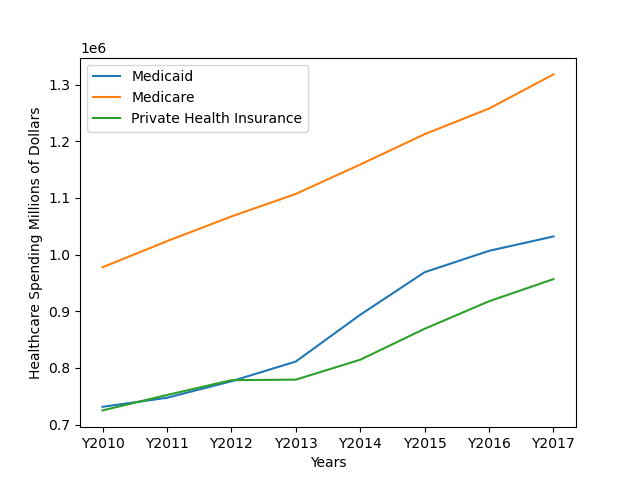 1e6
Medicaid
Medicare
Private Health Insurance
1.3
1.2
1.1
1.0
0.9
0.8
0.7
Healthcare Spending Millions of Dollars
Y2010 Y2011 Y2012 Y2013 Y2014 Y2015 Y2016 Y2017
Years